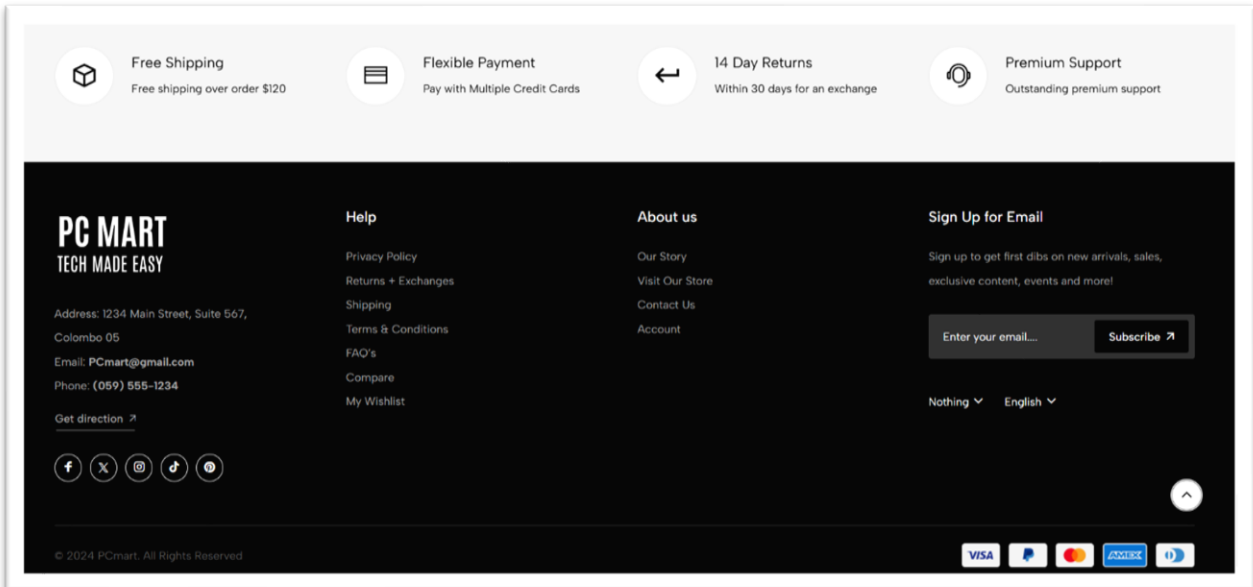 Free Shipping
Free shipping over order $120
Flexible Payment
Pay with Multiple Credit Cards
14 Day Returns
Within 30 days for an exchange
Premium Support
Outstanding premium support
PC MART
TECH MADE EASY
Address: 1234 Main Street, Suite 567,
Colombo 05
Email: PCmart@gmail.com
Phone: (059) 555-1234
Get direction
Help
Privacy Policy
Returns + Exchanges
Shipping
Terms & Conditions
FAQ's
Compare
My Wishlist
About us
Our Story
Visit Our Store
Contact Us
Account
Sign Up for Email
Sign up to get first dibs on new arrivals, sales,
exclusive content, events and more!
Enter your email.... Subscribe
Nothing English
© 2024 PCmart. All Rights Reserved
VISA AMEX